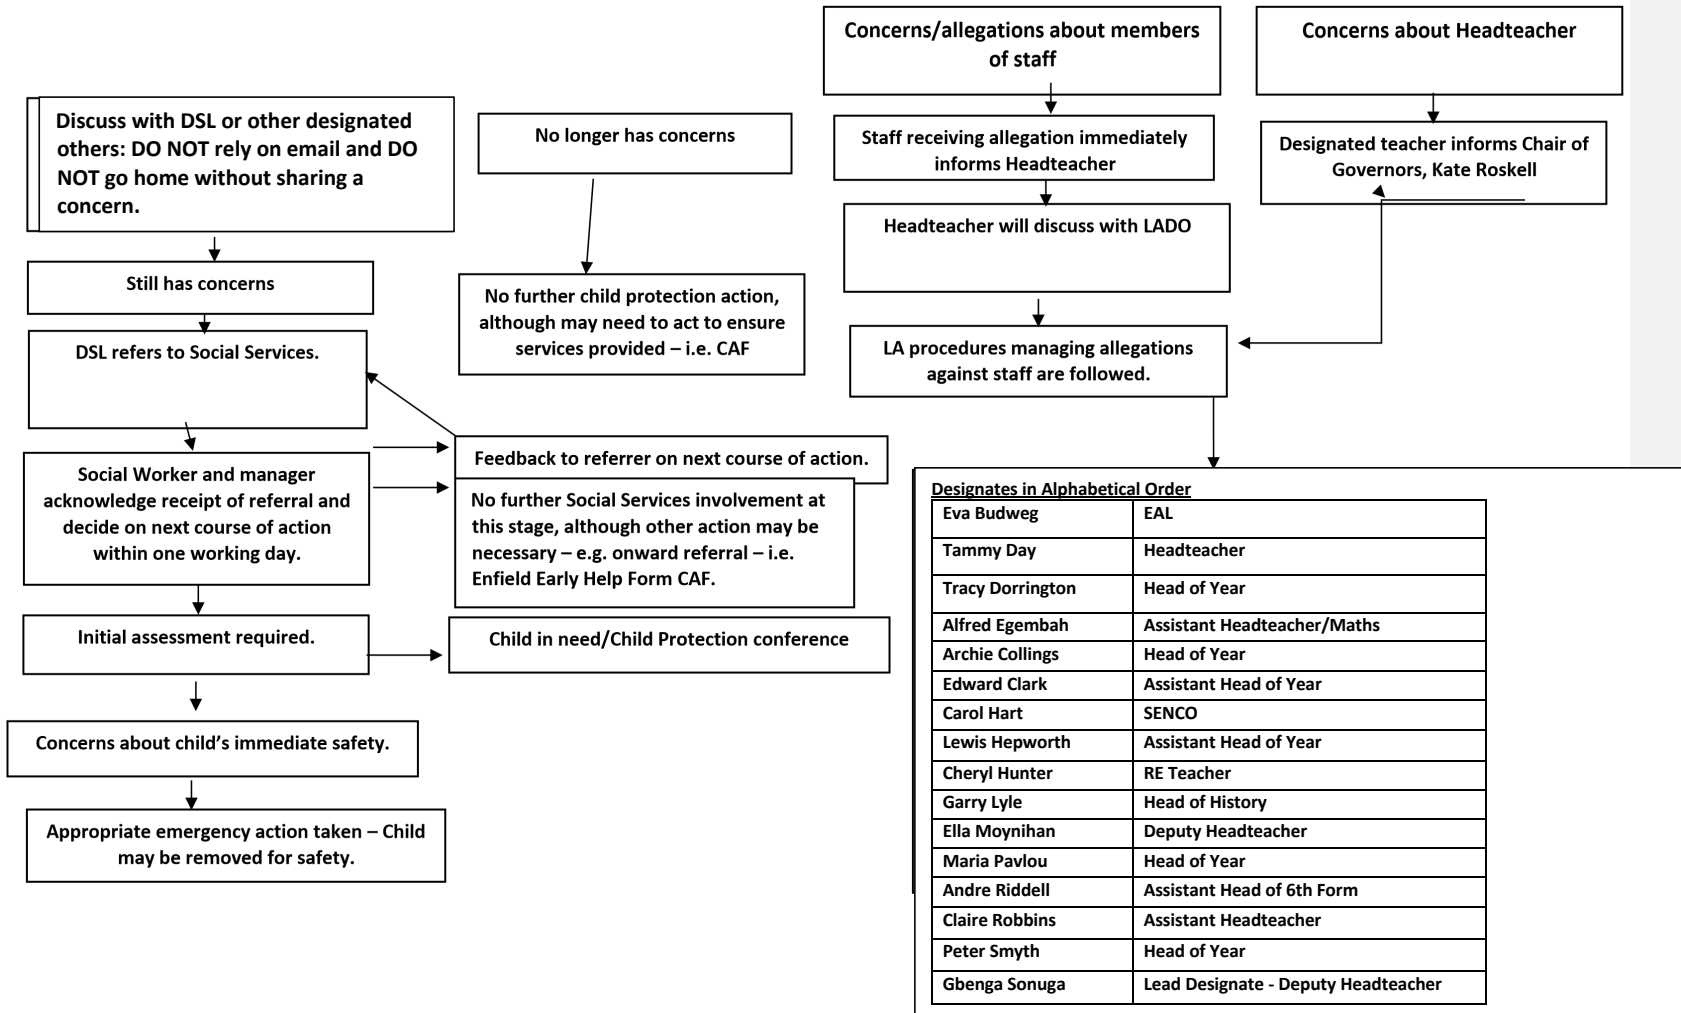 Concerns/allegations about members
of staff
Concerns about Headteacher
Discuss with DSL or other designated
others: DO NOT rely on email and DO
NOT go home without sharing a
concern.
No longer has concerns
Staff receiving allegation immediately
informs Headteacher
Designated teacher informs Chair of
Governors, Kate Roskell
Headteacher will discuss with LADO
Still has concerns
No further child protection action,
although may need to act to ensure
services provided – i.e. CAF
DSL refers to Social Services.
LA procedures managing allegations
against staff are followed.
Feedback to referrer on next course of action.
Social Worker and manager
acknowledge receipt of referral and
decide on next course of action
within one working day.
No further Social Services involvement at
this stage, although other action may be
necessary – e.g. onward referral – i.e.
Enfield Early Help Form CAF.
Initial assessment required.
Child in need/Child Protection conference
Concerns about child’s immediate safety.
Appropriate emergency action taken – Child
may be removed for safety.
Designates in Alphabetical Order
Eva Budweg EAL
Tammy Day Headteacher
Tracy Dorrington Head of Year
Alfred Egembah Assistant Headteacher/Maths
Archie Collings Head of Year
Edward Clark Assistant Head of Year
Carol Hart SENCO
Lewis Hepworth Assistant Head of Year
Cheryl Hunter RE Teacher
Garry Lyle Head of History
Ella Moynihan Deputy Headteacher
Maria Pavlou Head of Year
Andre Riddell Assistant Head of 6th Form
Claire Robbins Assistant Headteacher
Peter Smyth Head of Year
Gbenga Sonuga Lead Designate - Deputy Headteacher